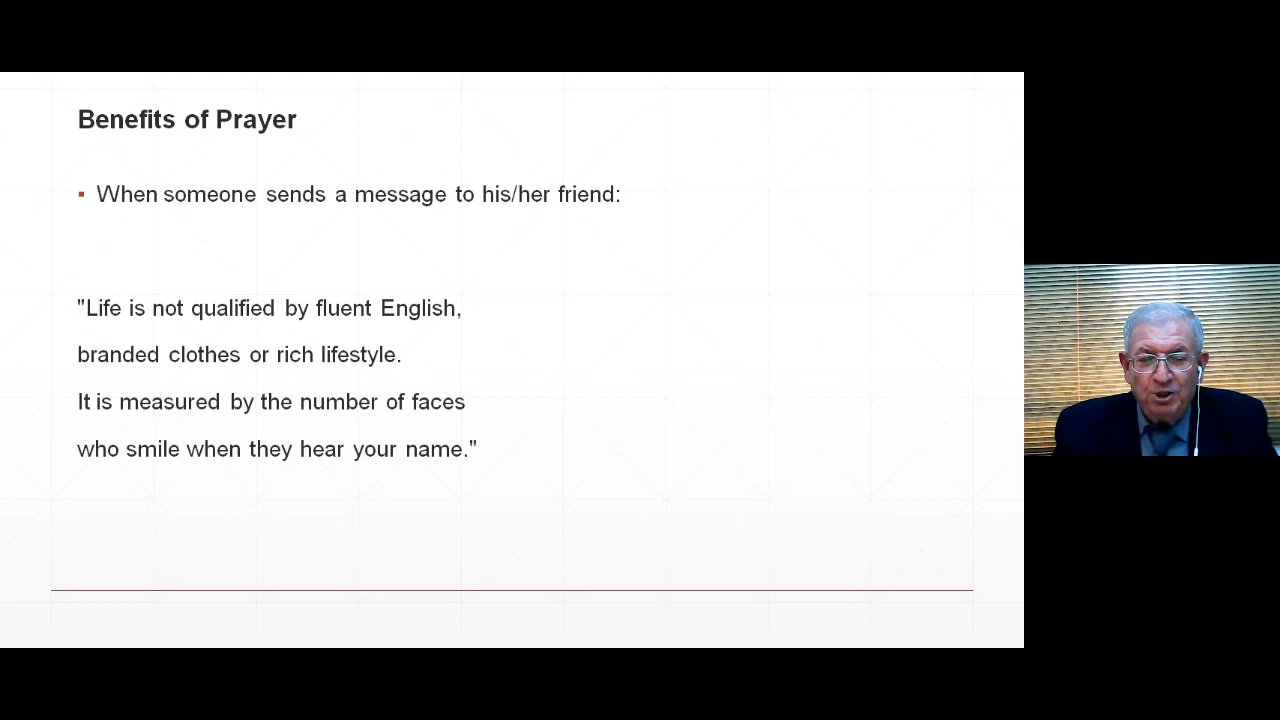 Benefits of Prayer
▪ When someone sends a message to his/her friend:
"Life is not qualified by fluent English,
branded clothes or rich lifestyle.
It is measured by the number of faces
who smile when they hear your name."